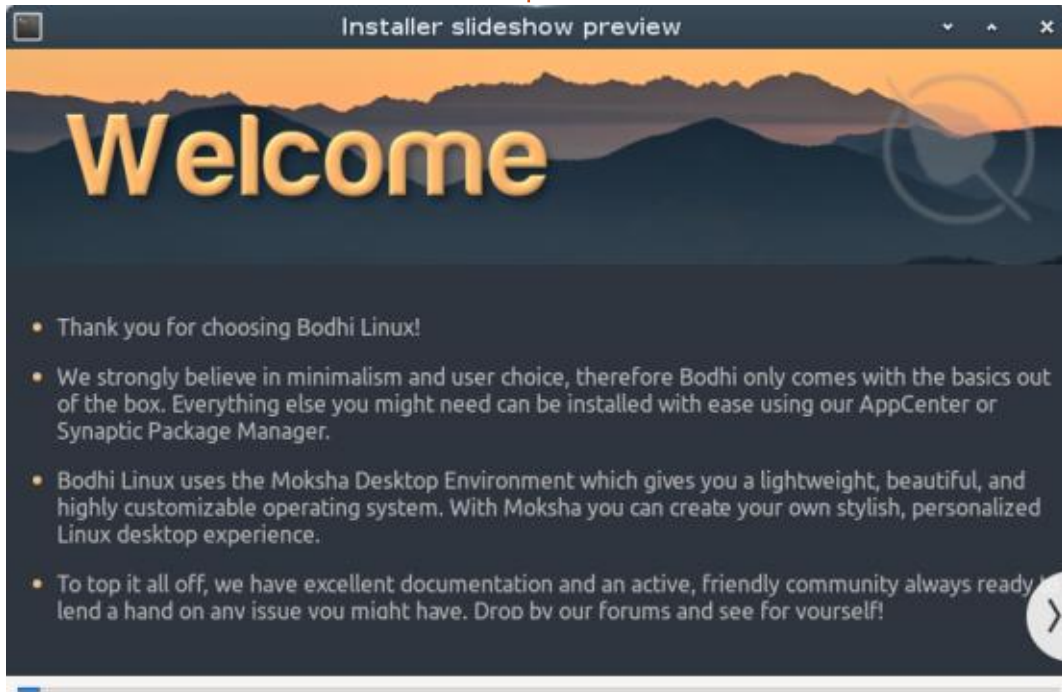 Installer slideshow preview
Welcome
Thank you for choosing Bodhi Linux!
We strongly believe in minimalism and user choice, therefore Bodhi only comes with the basics out
of the box. Everything else you might need can be installed with ease using our AppCenter or
Synaptic Package Manager.
Bodhi Linux uses the Moksha Desktop Environment which gives you a lightweight, beautiful, and
highly customizable operating system. With Moksha you can create your own stylish, personalized
Linux desktop experience.
To top it all off, we have excellent documentation and an active, friendly community always ready
lend a hand on any issue you might have. Drop by our forums and see for yourself!